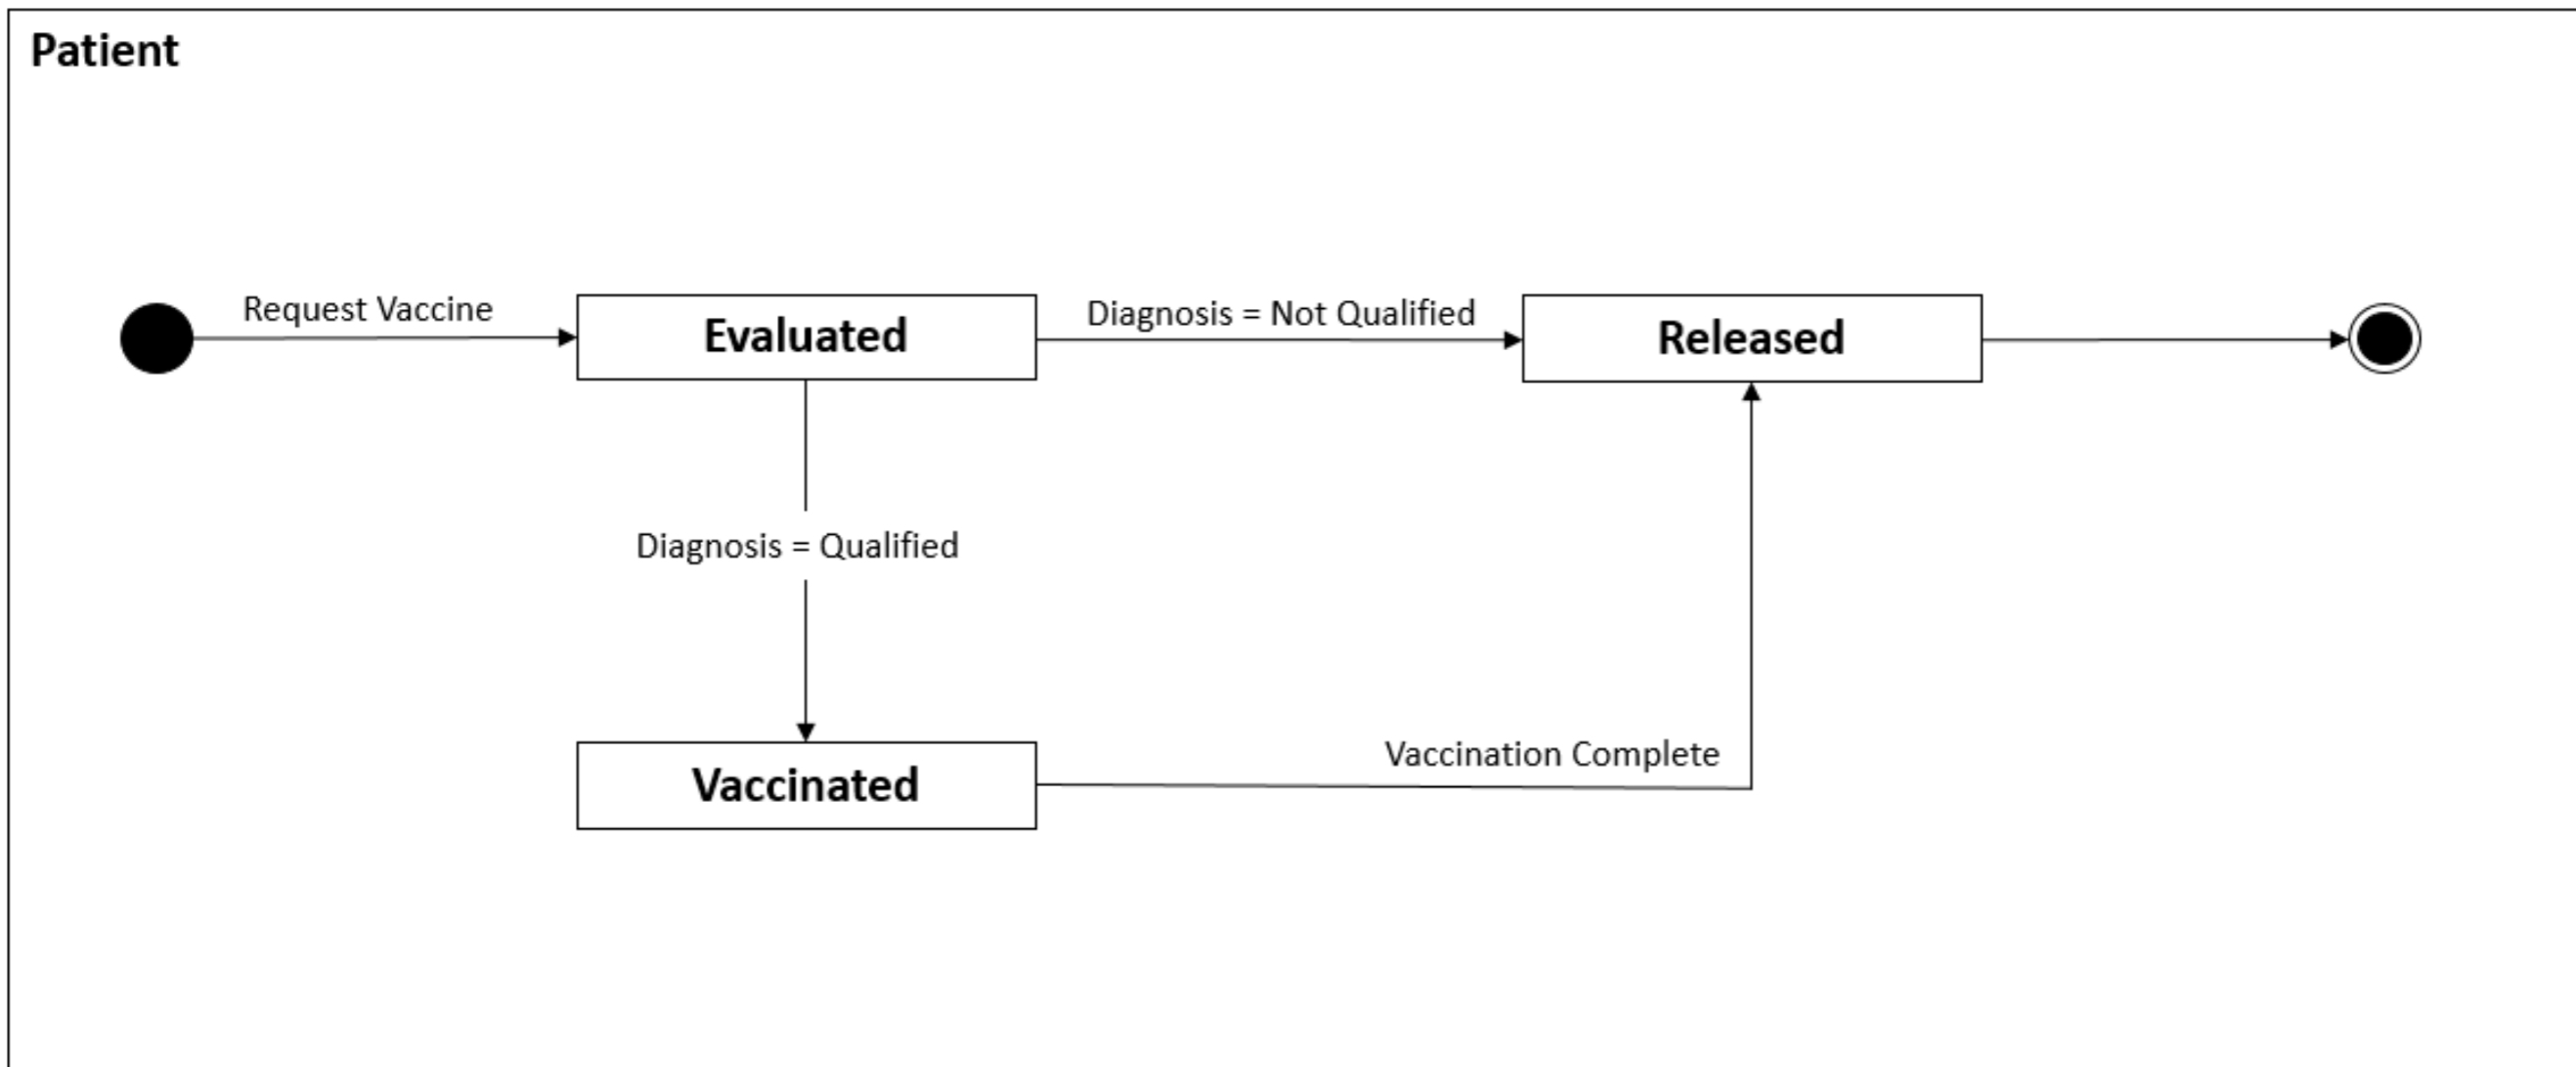 Patient
Request Vaccine
Evaluated
Diagnosis = Not Qualified
Released
Diagnosis = Qualified
Vaccinated
Vaccination Complete